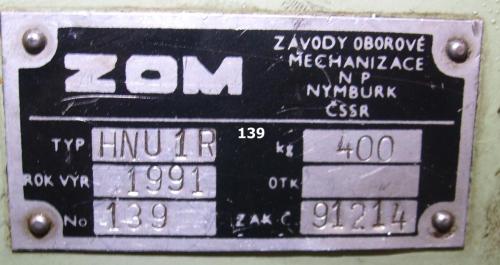 ZOM
ZÁVODY OBOROVÉ
MECHANIZACE
N P
NYMBURK
ČSSR
139
TYP HNU 1R kg 400
ROK VÝR 1991 OTK
No 139 ZAK Č 91214